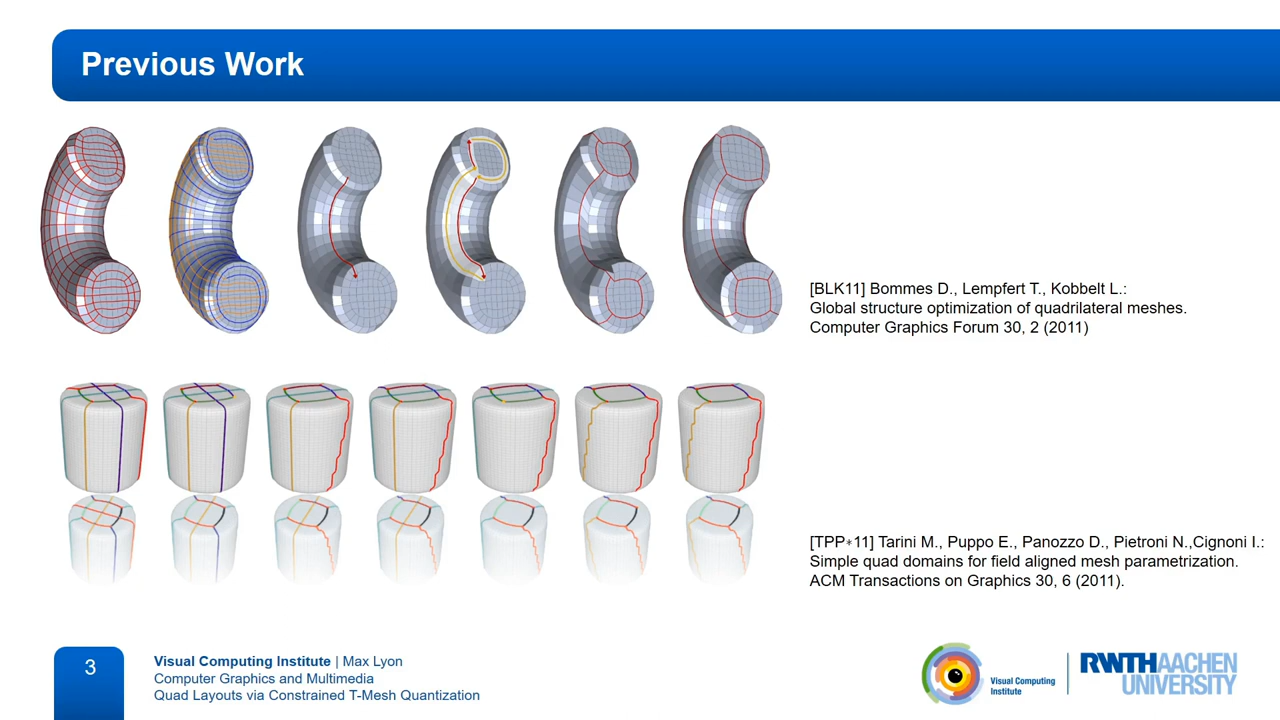 Previous Work
[BLK11] Bommes D., Lempfert T., Kobbelt L.:
Global structure optimization of quadrilateral meshes.
Computer Graphics Forum 30, 2 (2011)
[TPP∗11] Tarini M., Puppo E., Panozzo D., Pietroni N.,Cignoni I.:
Simple quad domains for field aligned mesh parametrization.
ACM Transactions on Graphics 30, 6 (2011).
3
Visual Computing Institute | Max Lyon
Computer Graphics and Multimedia
Quad Layouts via Constrained T-Mesh Quantization
Visual Computing
Institute
RWTHAACHEN
UNIVERSITY